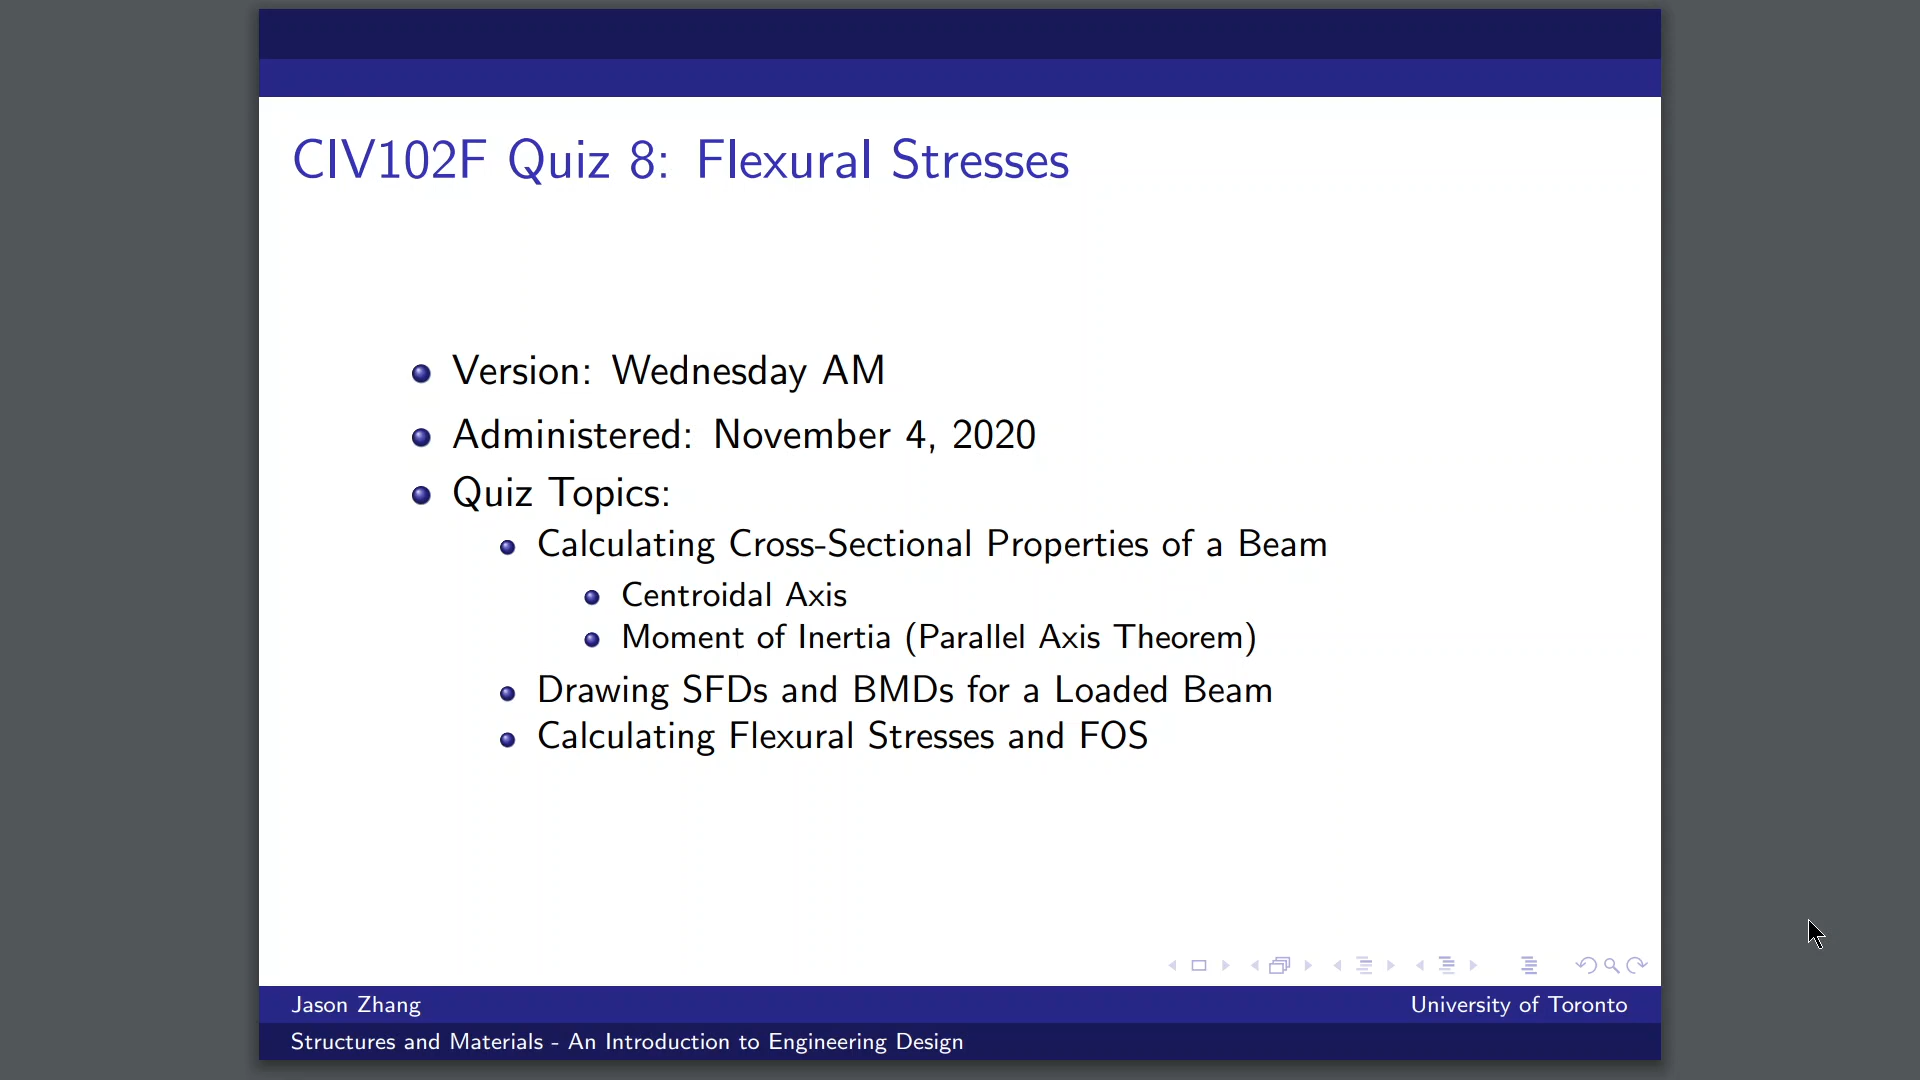 CIV102F Quiz 8: Flexural Stresses
Version: Wednesday AM
Administered: November 4, 2020
Quiz Topics:
Calculating Cross-Sectional Properties of a Beam
Centroidal Axis
Moment of Inertia (Parallel Axis Theorem)
Drawing SFDs and BMDs for a Loaded Beam
Calculating Flexural Stresses and FOS
Jason Zhang
University of Toronto
Structures and Materials - An Introduction to Engineering Design